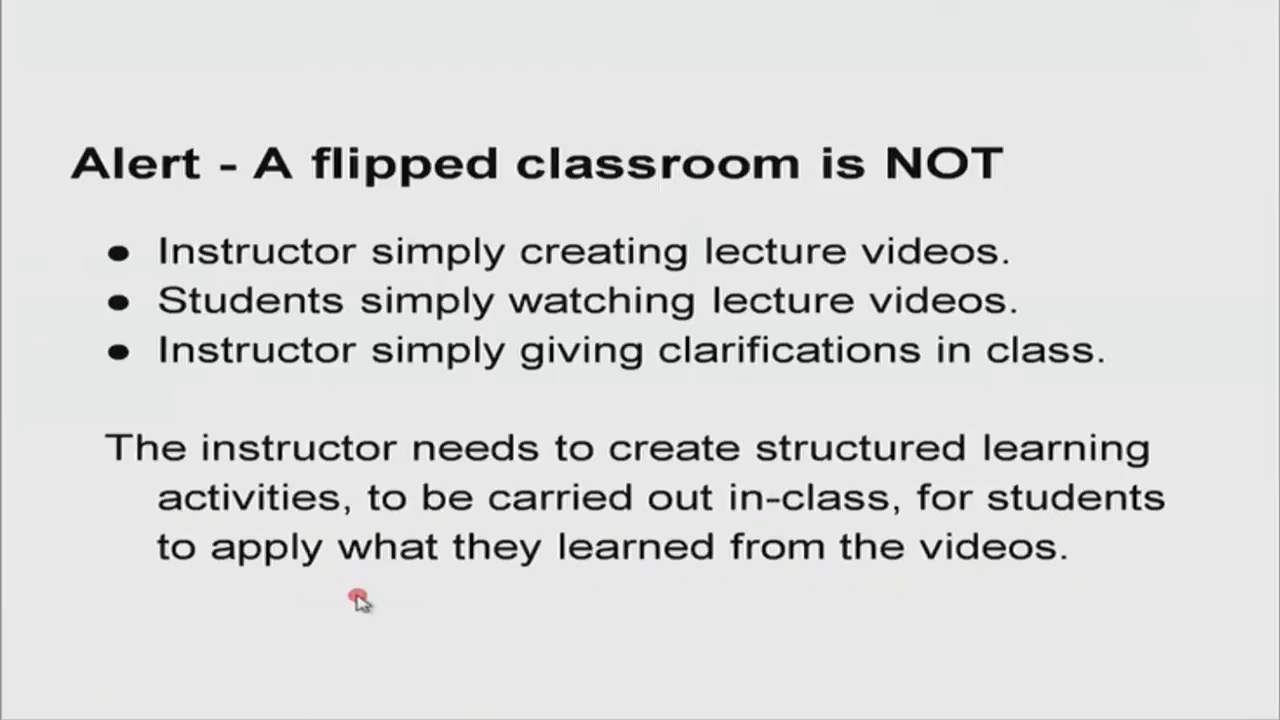 Alert - A flipped classroom is NOT
● Instructor simply creating lecture videos.
● Students simply watching lecture videos.
● Instructor simply giving clarifications in class.
The instructor needs to create structured learning
activities, to be carried out in-class, for students
to apply what they learned from the videos.